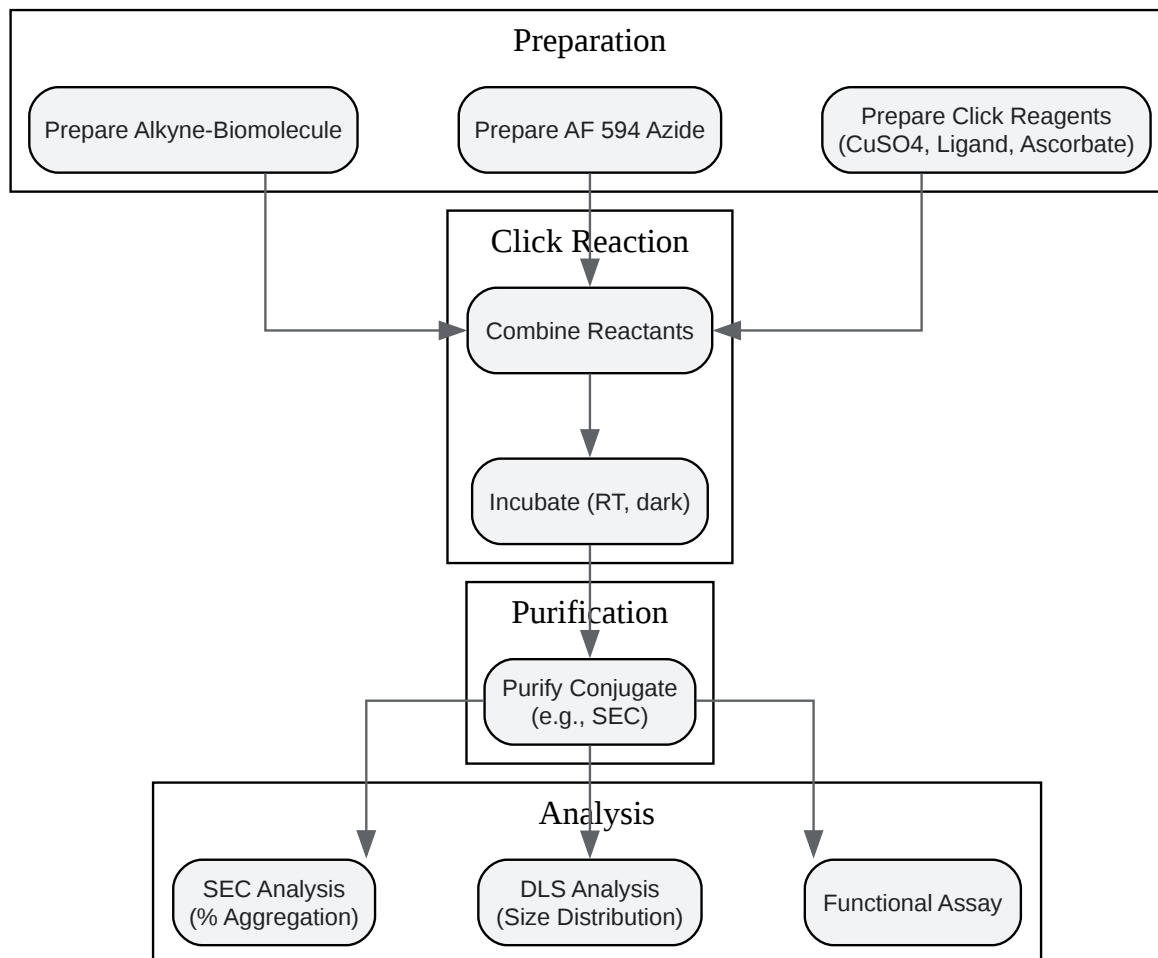 Preparation
Prepare Alkyne-Biomolecule
Prepare AF 594 Azide
Prepare Click Reagents
(CuSO4, Ligand, Ascorbate)
Click Reaction
Combine Reactants
Incubate (RT, dark)
Purification
Purify Conjugate
(e.g., SEC)
Analysis
SEC Analysis
(% Aggregation)
DLS Analysis
(Size Distribution)
Functional Assay